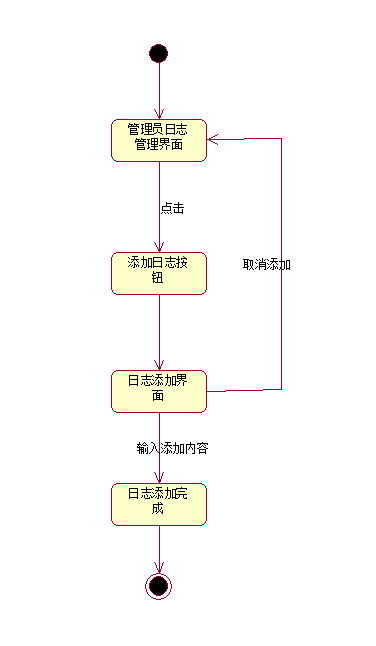 管理员日志
管理界面
点击
添加日志按
钮
取消添加
日志添加界
面
输入添加内容
日志添加完
成